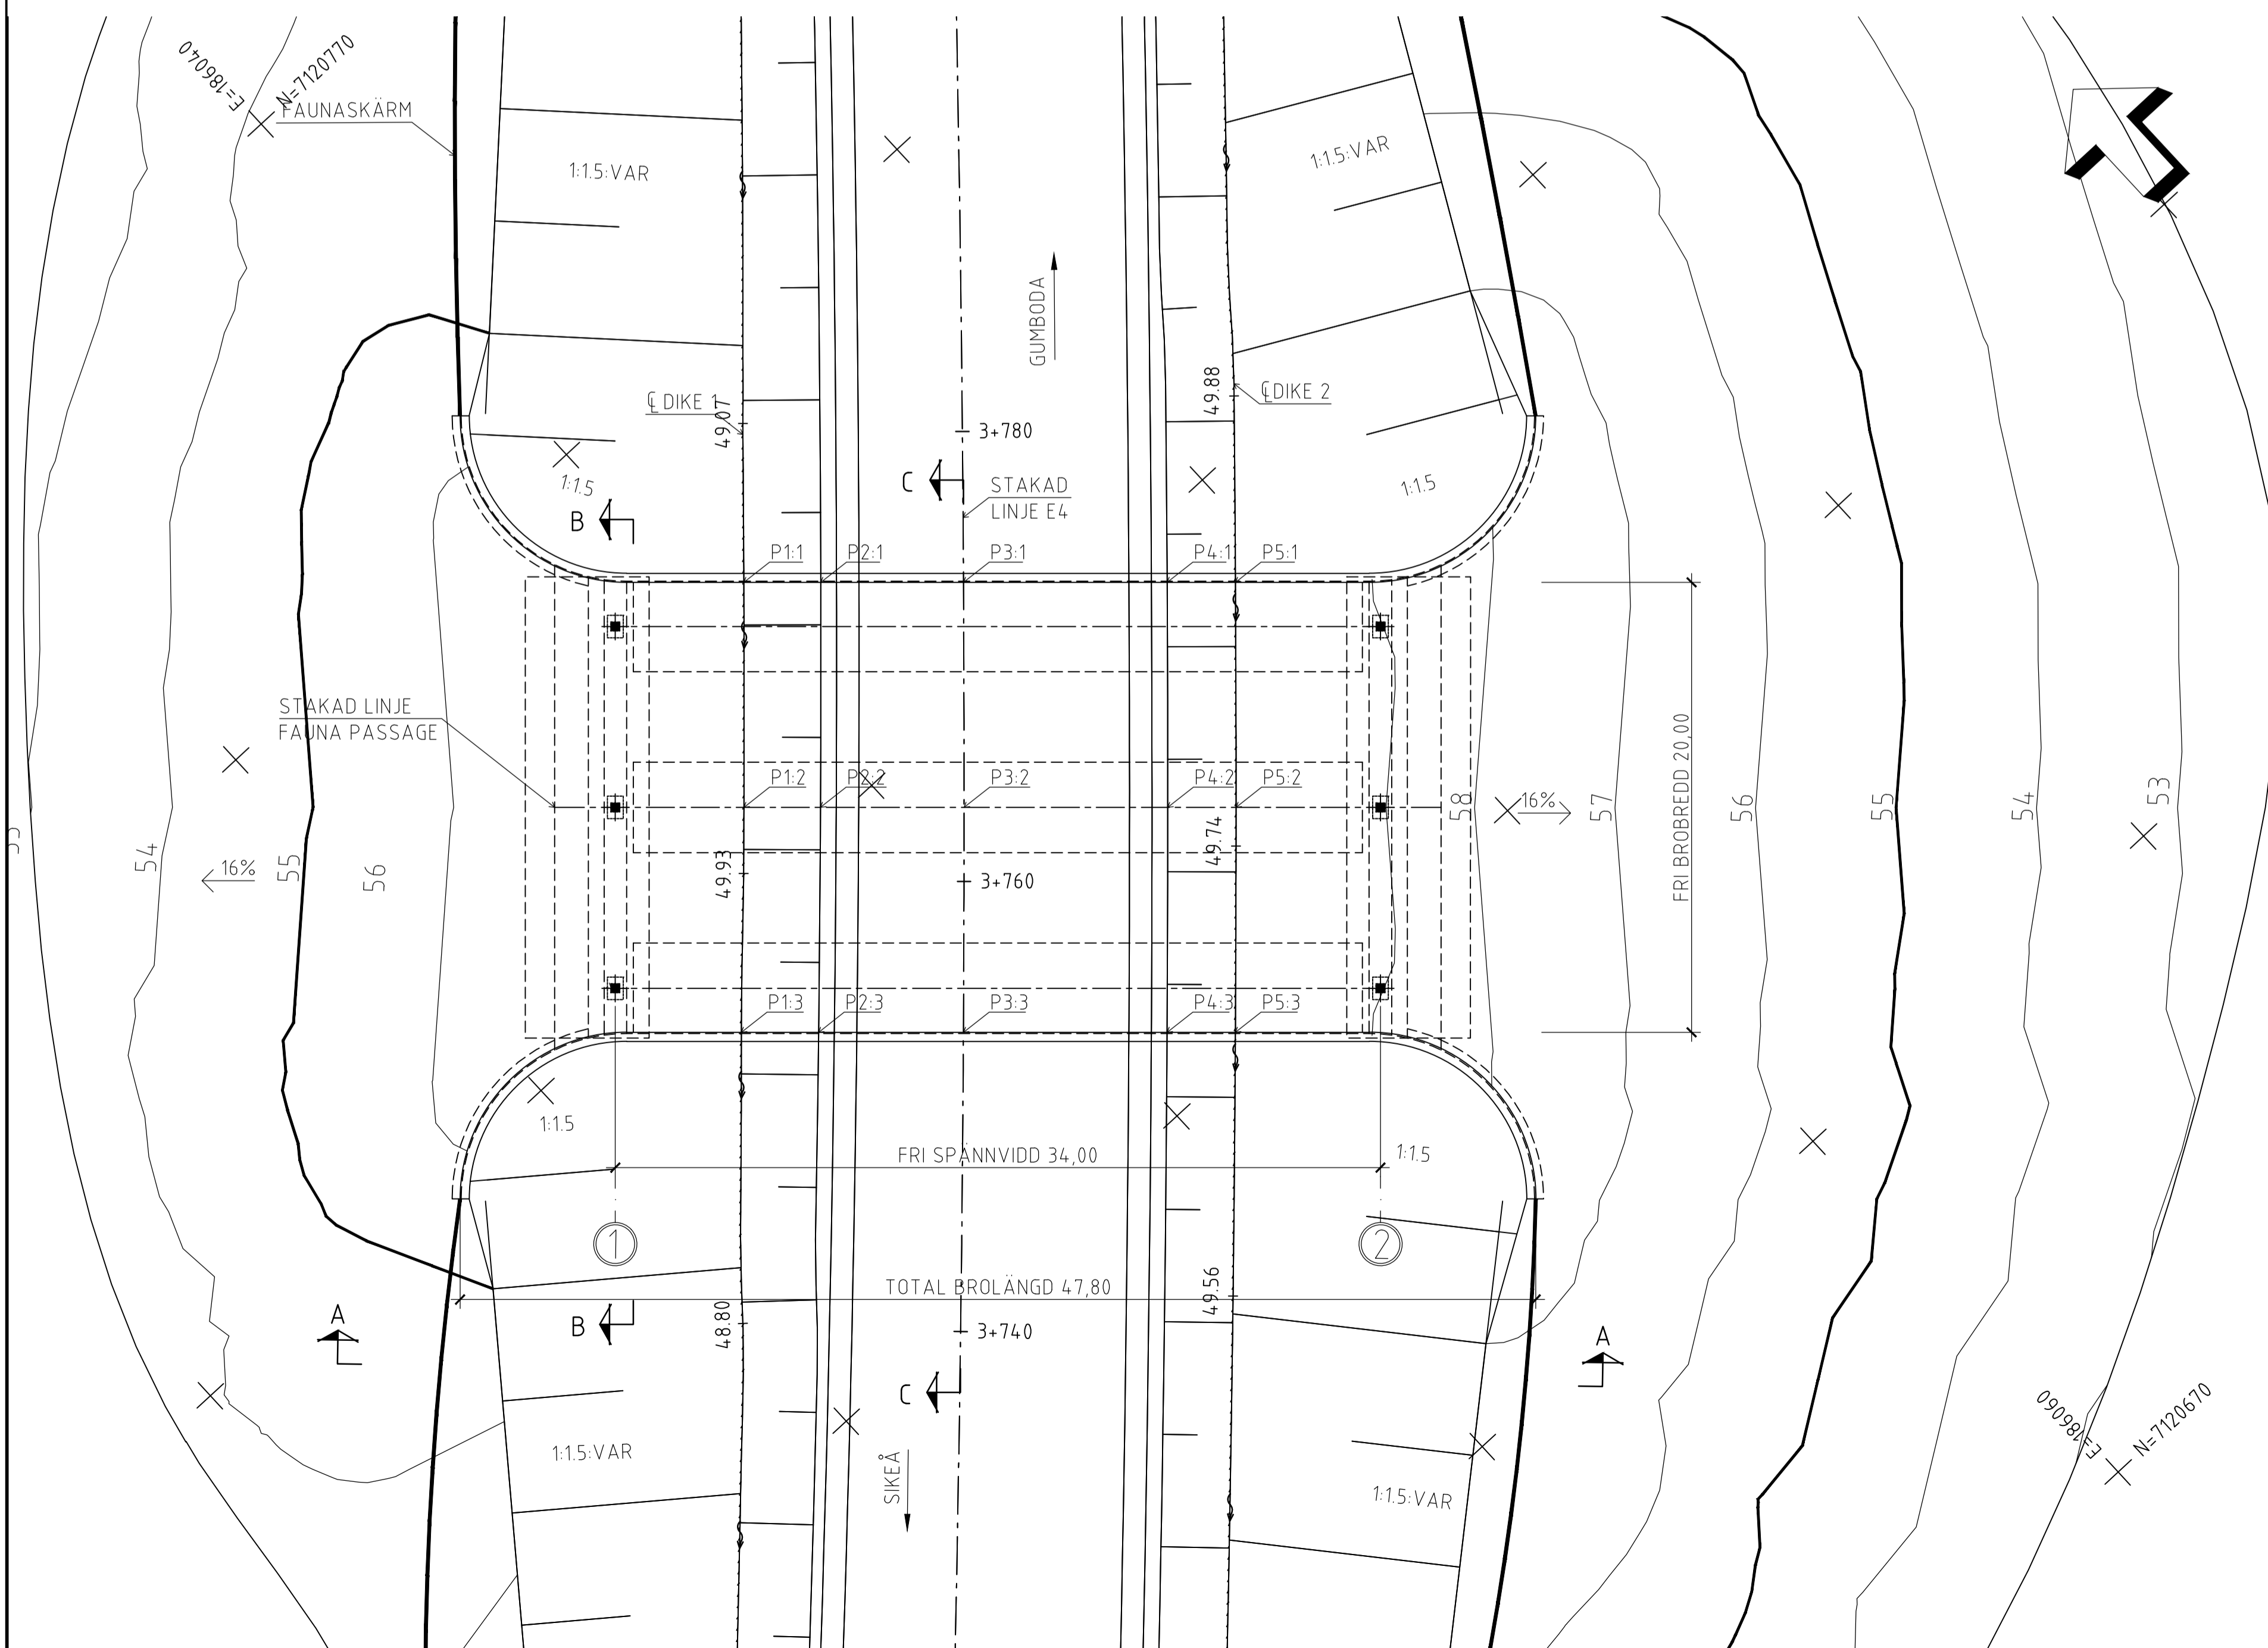 E=186040
N=7120770
FAUNASKÄRM
1:1.5:VAR
1:1.5:VAR
GUMBODA
℄ DIKE 1
49.07
49.88
℄ DIKE 2
3+780
C
STAKAD
LINJE E4
1:1.5
1:1.5
B
P1:1
P2:1
P3:1
P4:1
P5:1
STAKAD LINJE
FAUNA PASSAGE
P1:2
P2:2
P3:2
P4:2
P5:2
FRI BROBREDD 20,00
54
16%
55
56
49.93
3+760
49.74
58
16%
57
56
55
54
53
P1:3
P2:3
P3:3
P4:3
P5:3
1:1.5
FRI SPÄNNVIDD 34,00
1:1.5
1
2
TOTAL BROLÄNGD 47,80
49.56
A
B
48.80
3+740
A
C
1:1.5:VAR
SIKEÅ
1:1.5:VAR
E=186060
N=7120670